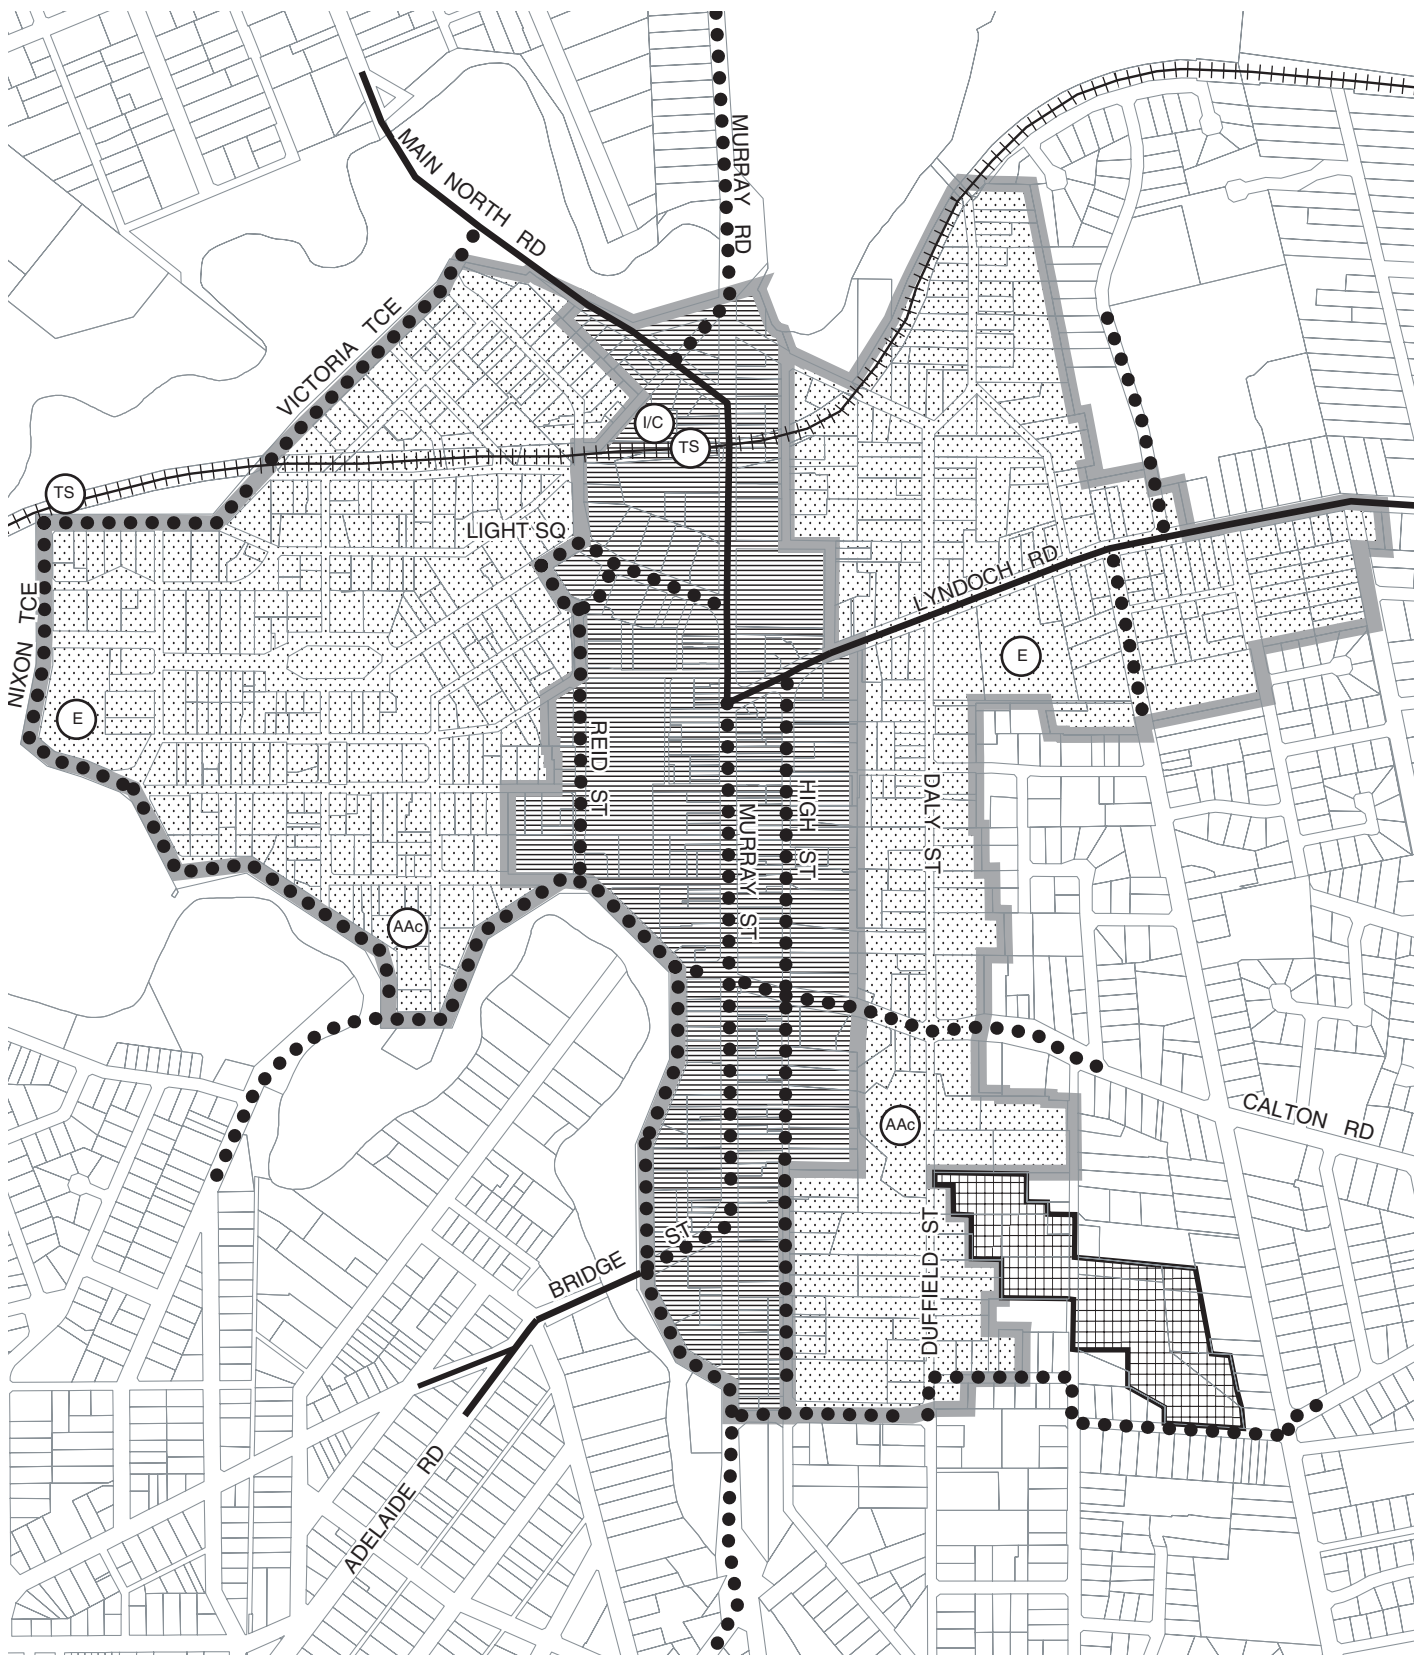 MURRAY RD
MAIN NORTH RD
VICTORIA TCE
I/C
TS
TS
LIGHT SQ
LYNDOCH RD
NIXON TCE
E
E
REID ST
HIGH ST
DALY ST
MURRAY ST
AAc
CALTON RD
AAc
DUFFIELD ST
BRIDGE ST
ADELAIDE RD